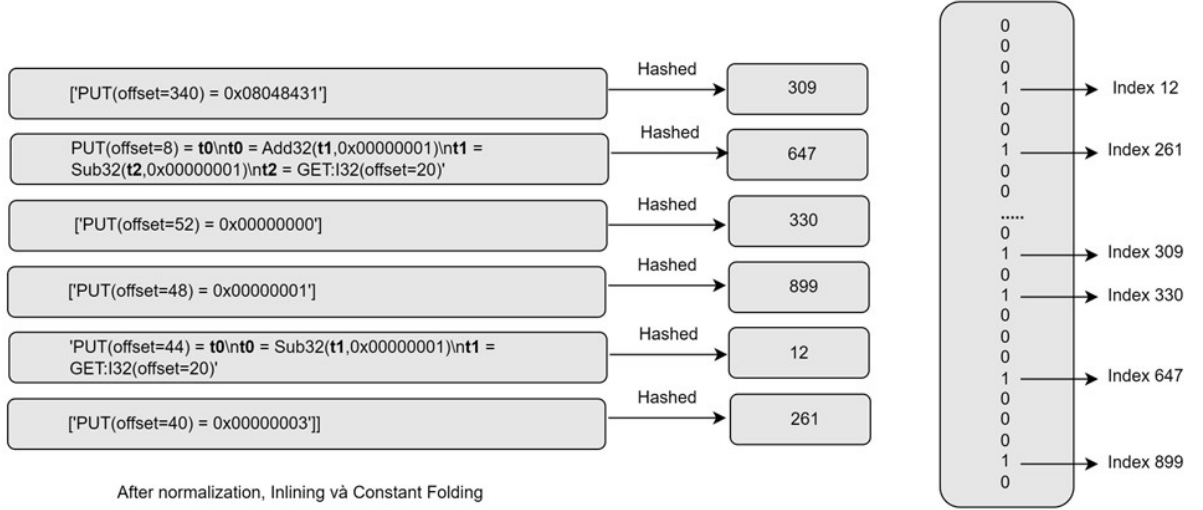 ['PUT(offset=340) = 0x08048431']
Hashed
309
PUT(offset=8) = t0\nt0 = Add32(t1,0x00000001)\nt1 =
Sub32(t2,0x00000001)\nt2 = GET:I32(offset=20)'
Hashed
647
['PUT(offset=52) = 0x00000000']
Hashed
330
['PUT(offset=48) = 0x00000001']
Hashed
899
'PUT(offset=44) = t0\nt0 = Sub32(t1,0x00000001)\nt1 =
GET:I32(offset=20)'
Hashed
12
['PUT(offset=40) = 0x00000003']]
Hashed
261
After normalization, Inlining và Constant Folding
0
0
0
1 Index 12
0
0
1 Index 261
0
0
.....
0
1 Index 309
0
1 Index 330
0
0
0
1 Index 647
0
0
0
1 Index 899
0